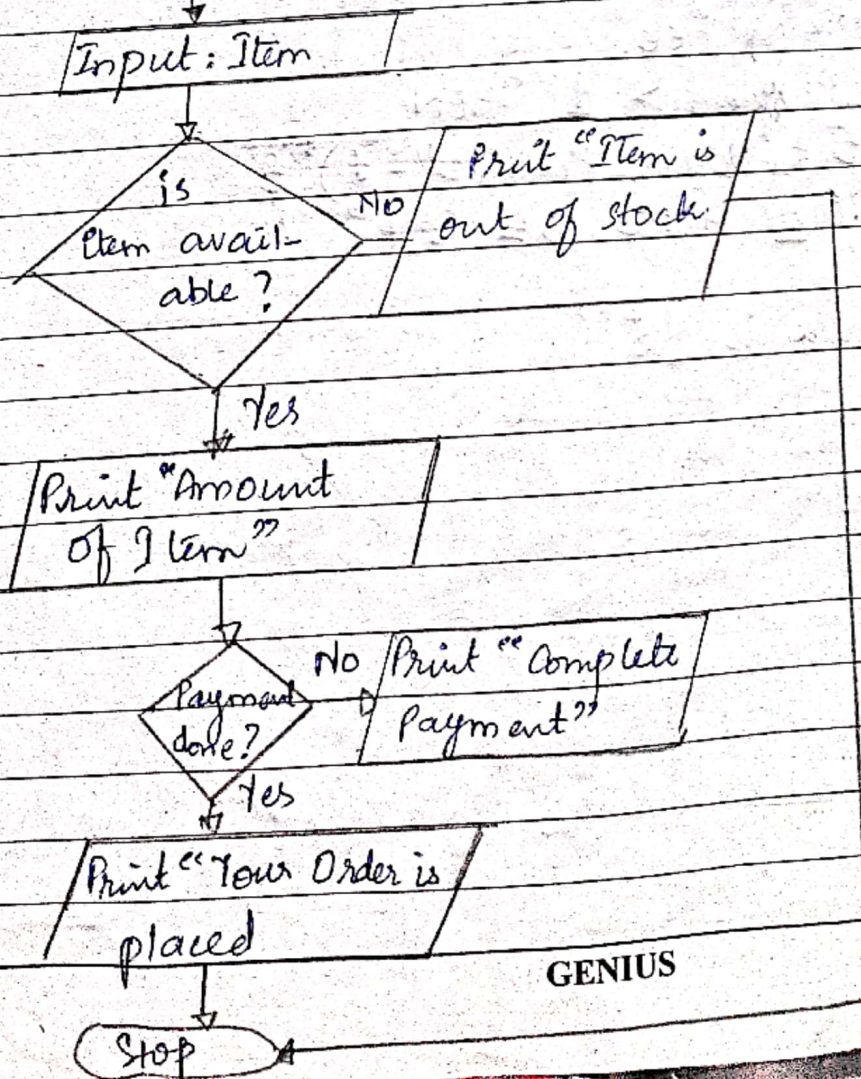 Input: Item
is
item avail-
able?
No
Print "Item is
out of stock
Yes
Print "Amount
of Item"
Payment
done?
No
Print "Complete
Payment"
Yes
Print "Your Order is
placed
GENIUS
Stop